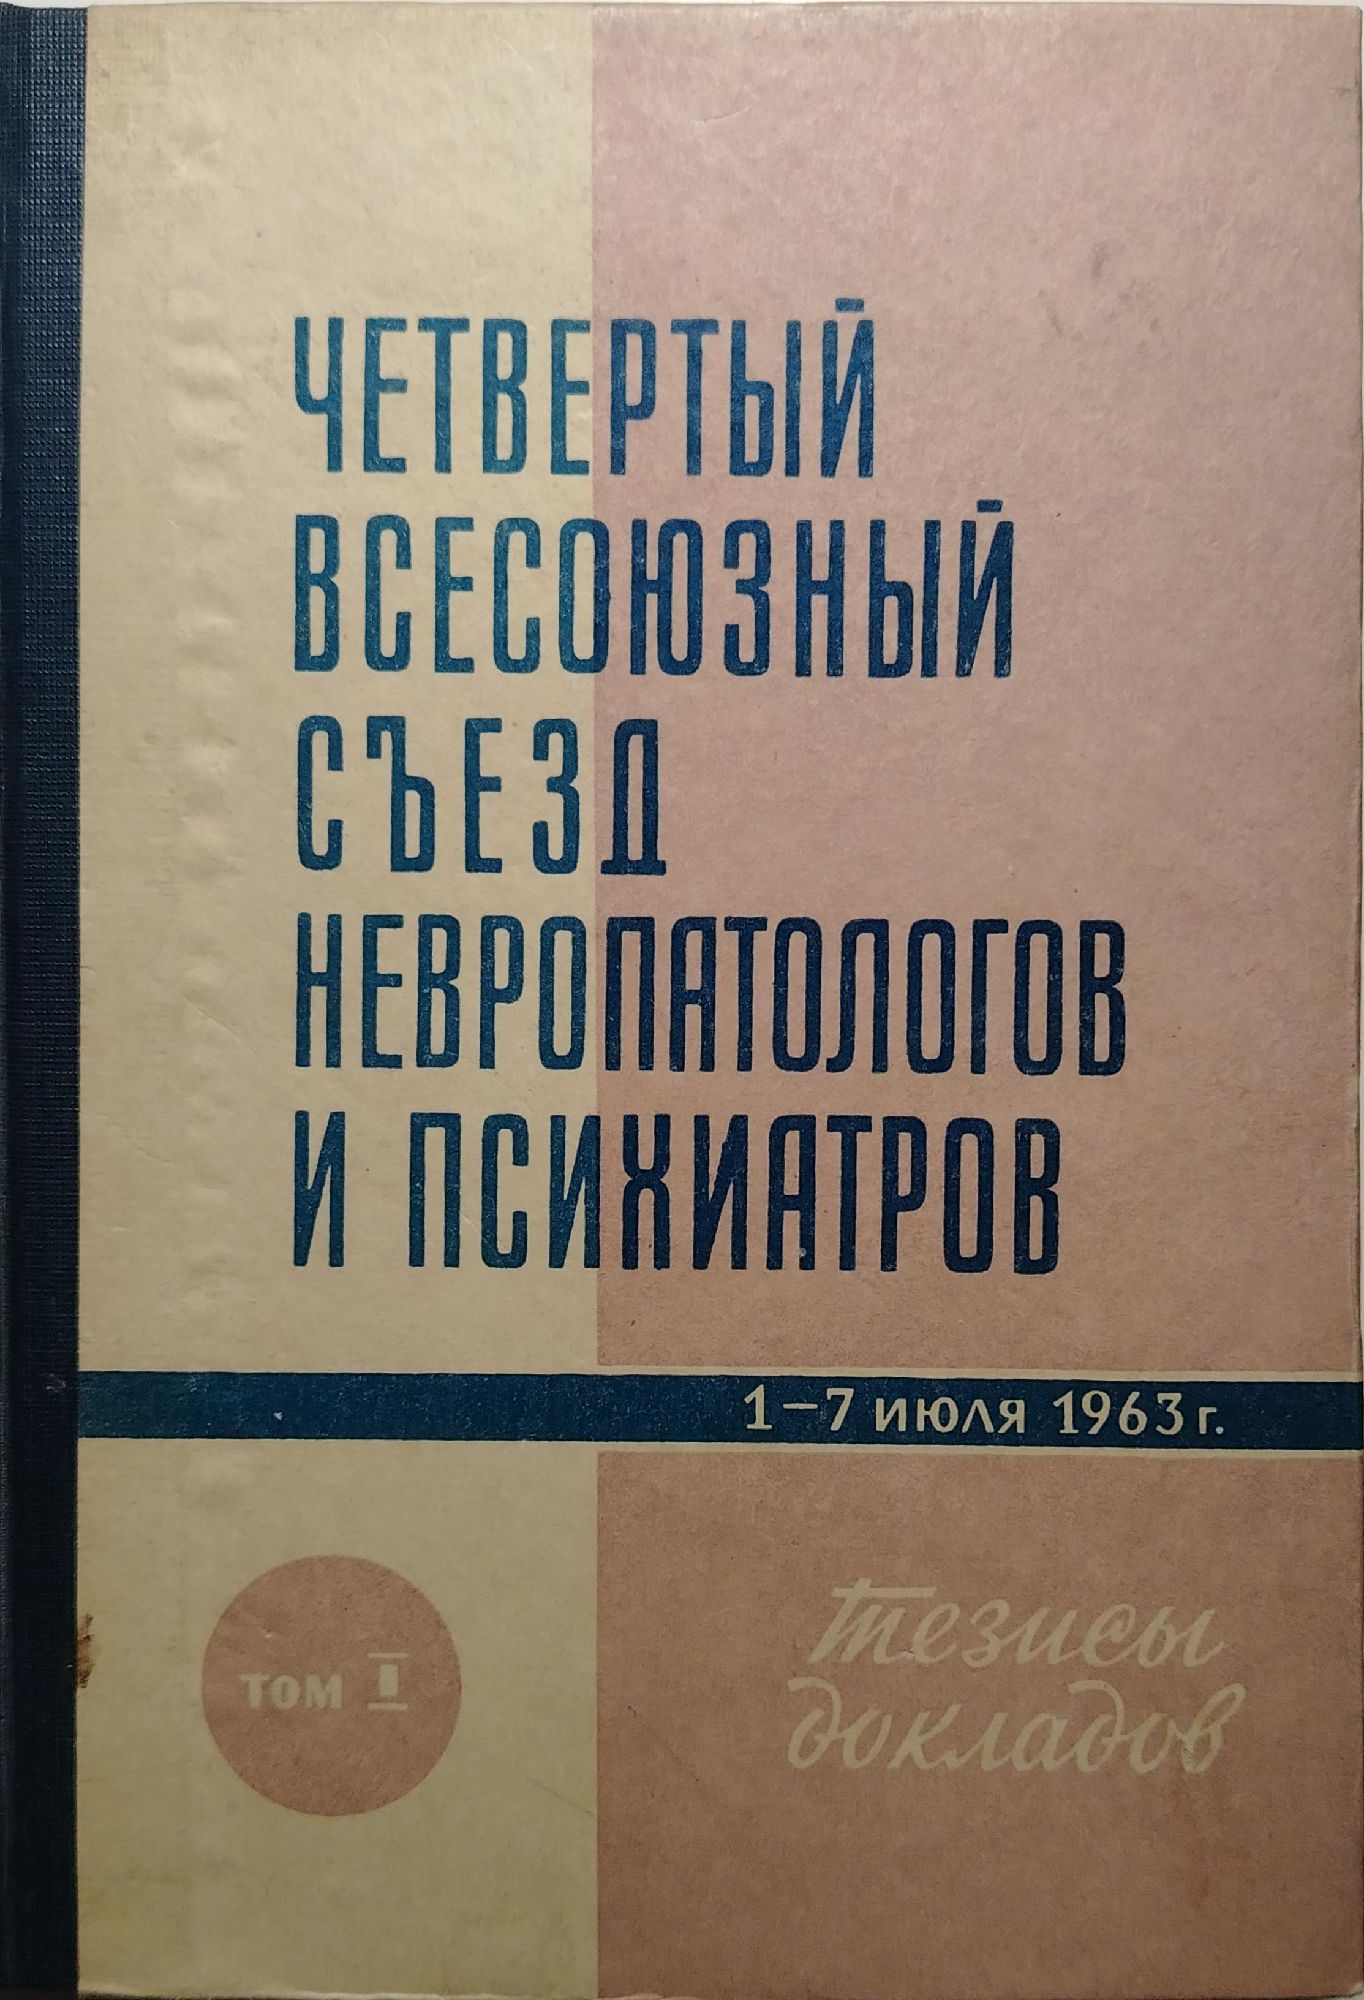 ЧЕТВЕРТЫЙ
ВСЕСОЮЗНЫЙ
СЪЕЗД
НЕВРОПАТОЛОГОВ
И ПСИХИАТРОВ
1–7 ИЮЛЯ 1963 г.
ТОМ I
Тезисы
докладов